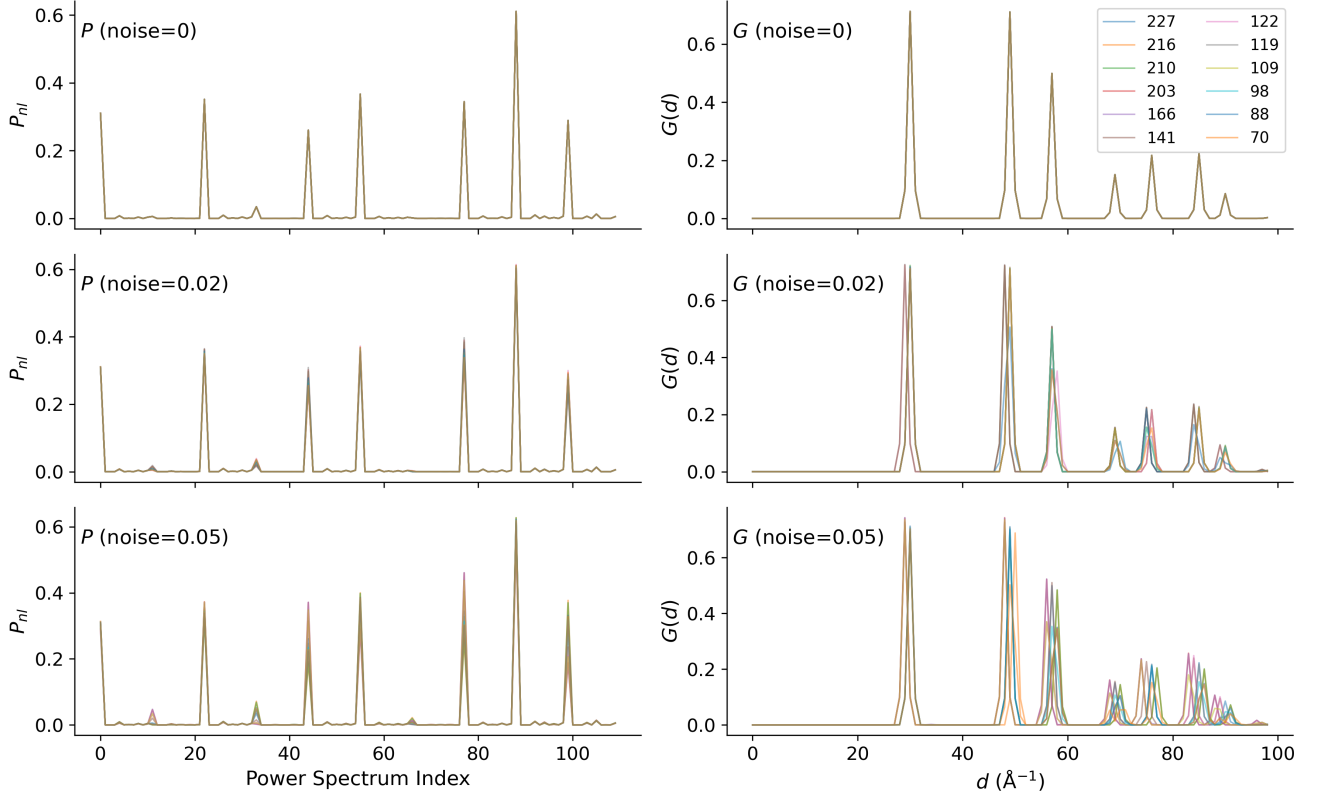 P (noise=0)
P_nl
0.0
0.2
0.4
0.6
G (noise=0)
G(d)
0.0
0.2
0.4
0.6
227 122
216 119
210 109
203 98
166 88
141 70
P (noise=0.02)
P_nl
0.0
0.2
0.4
0.6
G (noise=0.02)
G(d)
0.0
0.2
0.4
0.6
P (noise=0.05)
P_nl
0.0
0.2
0.4
0.6
0 20 40 60 80 100
Power Spectrum Index
G (noise=0.05)
G(d)
0.0
0.2
0.4
0.6
0 20 40 60 80 100
d (Å⁻¹)